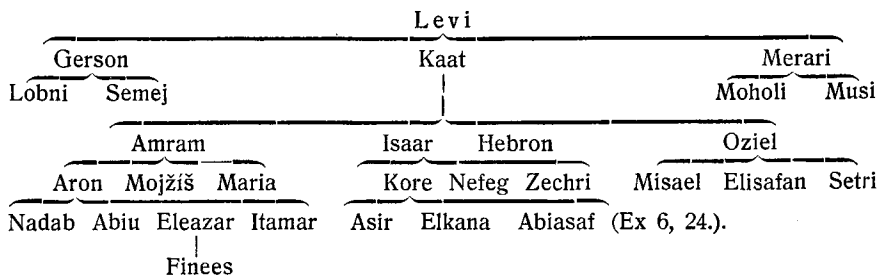 Levi
Gerson Kaat Merari
Lobni Semej Moholi Musi
Amram Isaar Hebron Oziel
Aron Mojžíš Maria Kore Nefeg Zechri Misael Elisafan Setri
Nadab Abiu Eleazar Itamar Asir Elkana Abiasaf (Ex 6, 24.).
Finees